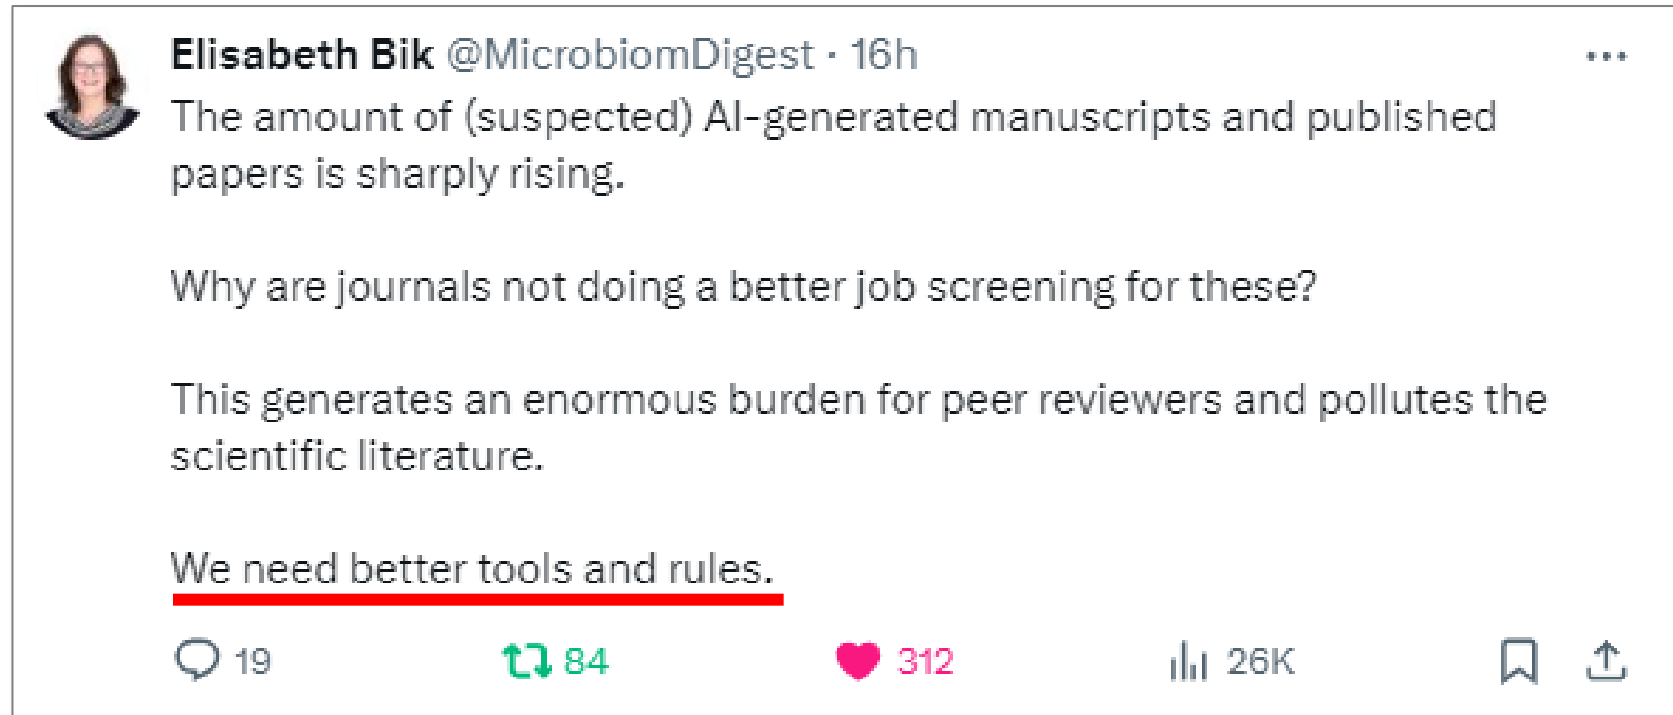 Elisabeth Bik @MicrobiomDigest · 16h
The amount of (suspected) AI-generated manuscripts and published
papers is sharply rising.
Why are journals not doing a better job screening for these?
This generates an enormous burden for peer reviewers and pollutes the
scientific literature.
We need better tools and rules.
19 84 312 26K